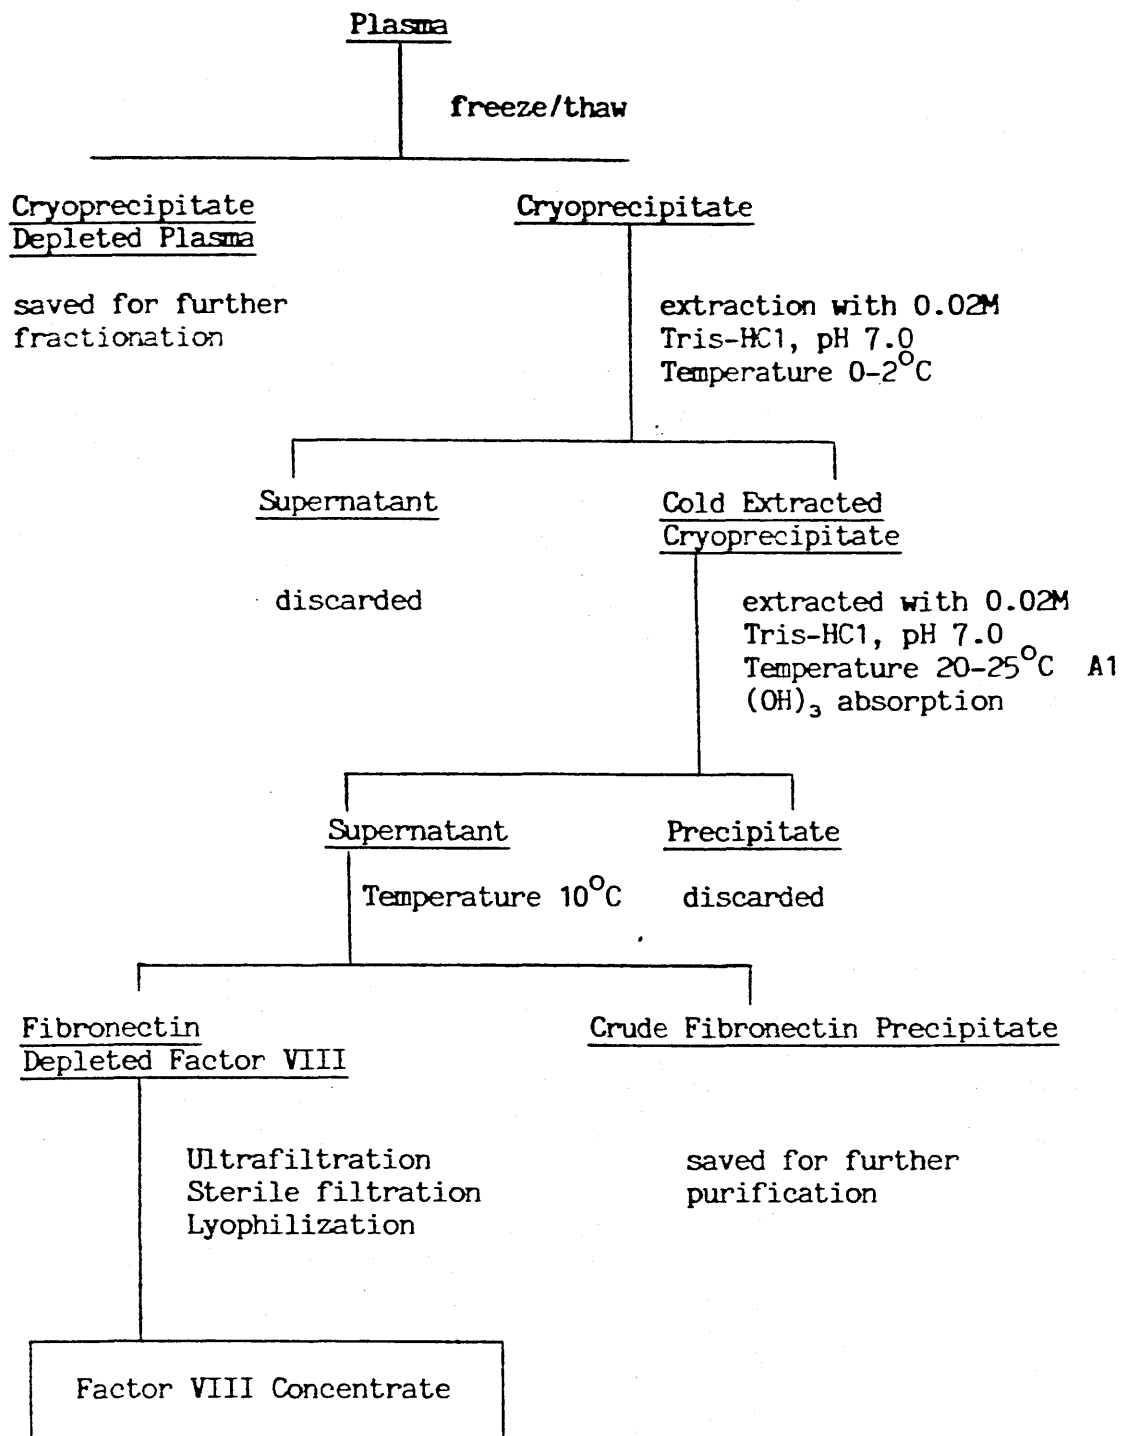 Plasma
freeze/thaw
Cryoprecipitate
Depleted Plasma
saved for further
fractionation
Cryoprecipitate
extraction with 0.02M
Tris-HCl, pH 7.0
Temperature 0-2°C
Supernatant
discarded
Cold Extracted
Cryoprecipitate
extracted with 0.02M
Tris-HCl, pH 7.0
Temperature 20-25°C Al
(OH)₃ absorption
Supernatant
Temperature 10°C
Precipitate
discarded
Fibronectin
Depleted Factor VIII
Crude Fibronectin Precipitate
Ultrafiltration
Sterile filtration
Lyophilization
saved for further
purification
Factor VIII Concentrate